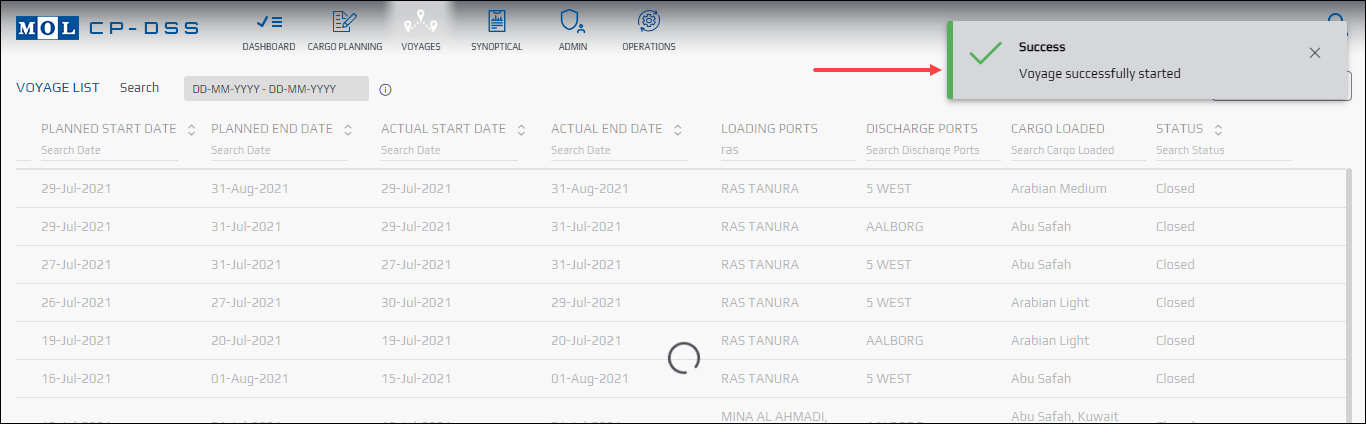 MOL CP-DSS
DASHBOARD CARGO PLANNING VOYAGES SYNOPTICAL ADMIN OPERATIONS
Success
Voyage successfully started
VOYAGE LIST Search DD-MM-YYYY - DD-MM-YYYY
PLANNED START DATE PLANNED END DATE ACTUAL START DATE ACTUAL END DATE LOADING PORTS DISCHARGE PORTS CARGO LOADED STATUS
Search Date Search Date Search Date Search Date ras Search Discharge Ports Search Cargo Loaded Search Status
29-Jul-2021 31-Aug-2021 29-Jul-2021 31-Aug-2021 RAS TANURA 5 WEST Arabian Medium Closed
29-Jul-2021 31-Jul-2021 29-Jul-2021 31-Jul-2021 RAS TANURA AALBORG Abu Safah Closed
27-Jul-2021 31-Jul-2021 27-Jul-2021 31-Jul-2021 RAS TANURA 5 WEST Abu Safah Closed
26-Jul-2021 27-Jul-2021 30-Jul-2021 29-Jul-2021 RAS TANURA 5 WEST Arabian Light Closed
19-Jul-2021 20-Jul-2021 19-Jul-2021 20-Jul-2021 RAS TANURA AALBORG Arabian Light Closed
16-Jul-2021 01-Aug-2021 15-Jul-2021 01-Aug-2021 RAS TANURA 5 WEST Abu Safah Closed
MINA AL AHMADI, Abu Safah, Kuwait